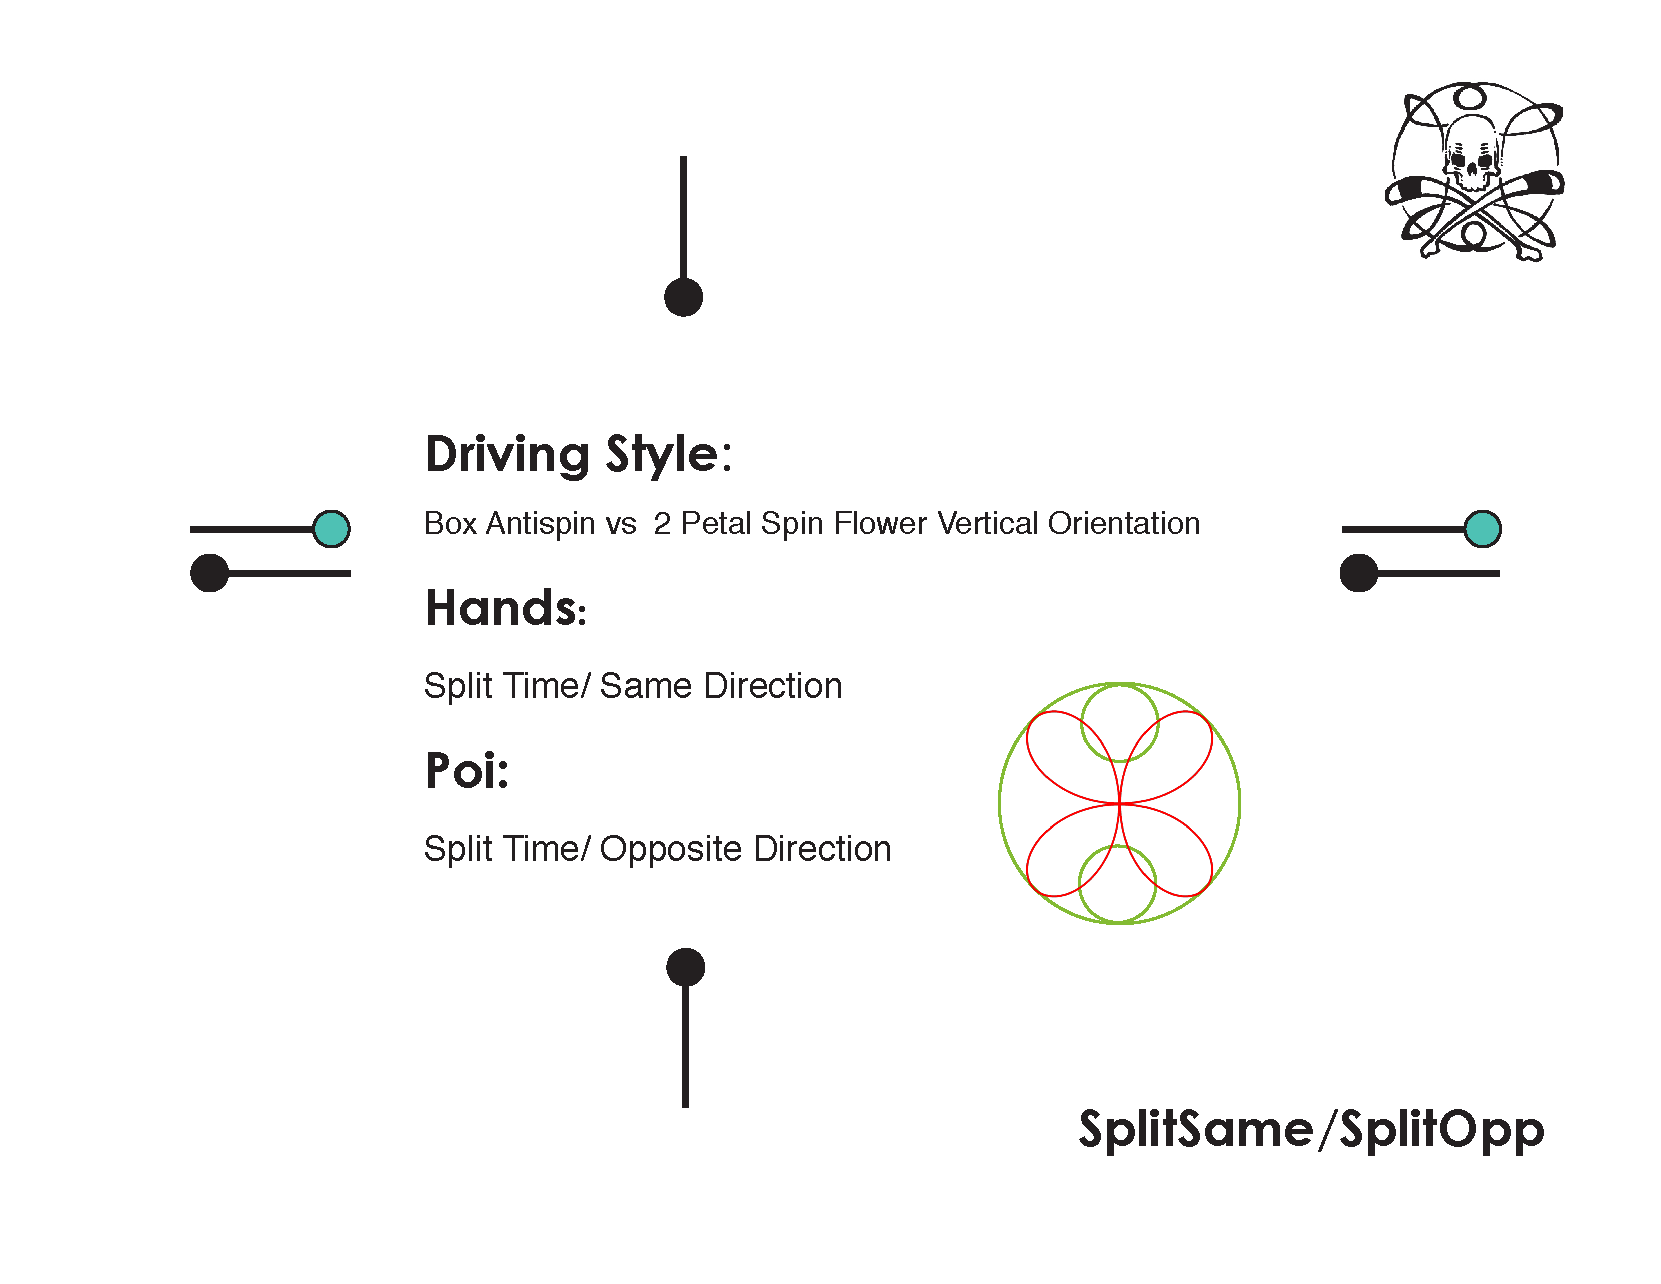 Driving Style:
Box Antispin vs  2 Petal Spin Flower Vertical Orientation
Hands:
Split Time/ Same Direction
Poi:
Split Time/ Opposite Direction
SplitSame/SplitOpp